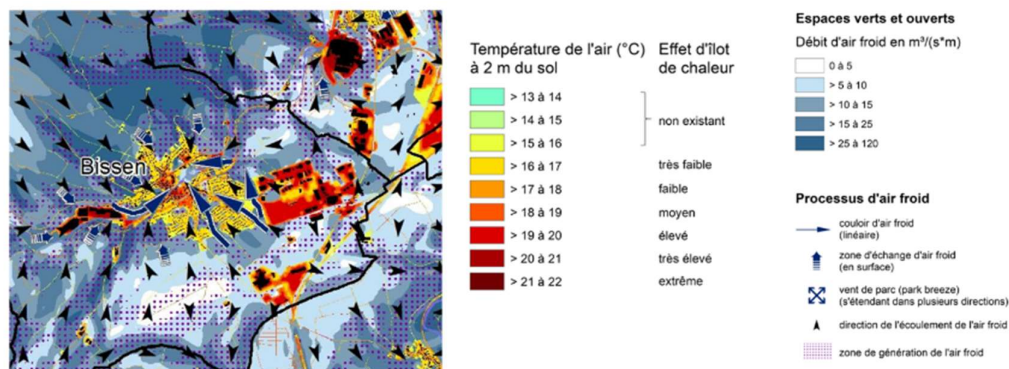 Bissen
Température de l'air (°C)
à 2 m du sol
Effet d'îlot
de chaleur
> 13 à 14
> 14 à 15
non existant
> 15 à 16
> 16 à 17
très faible
> 17 à 18
faible
> 18 à 19
moyen
> 19 à 20
élevé
> 20 à 21
très élevé
> 21 à 22
extrême
Espaces verts et ouverts
Débit d'air froid en m³/(s*m)
0 à 5
> 5 à 10
> 10 à 15
> 15 à 25
> 25 à 120
Processus d'air froid
couloir d'air froid
(linéaire)
zone d'échange d'air froid
(en surface)
vent de parc (park breeze)
(s'étendant dans plusieurs directions)
direction de l'écoulement de l'air froid
zone de génération de l'air froid